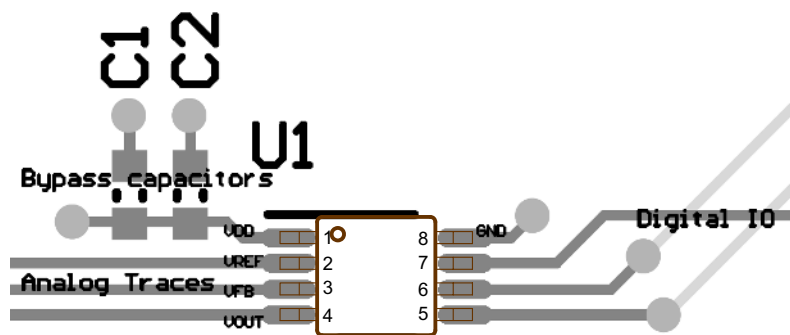 C1
C2
U1
Bypass capacitors
VDD
1
8
GND
Digital IO
VREF
2
7
Analog Traces
VFB
3
6
VOUT
4
5